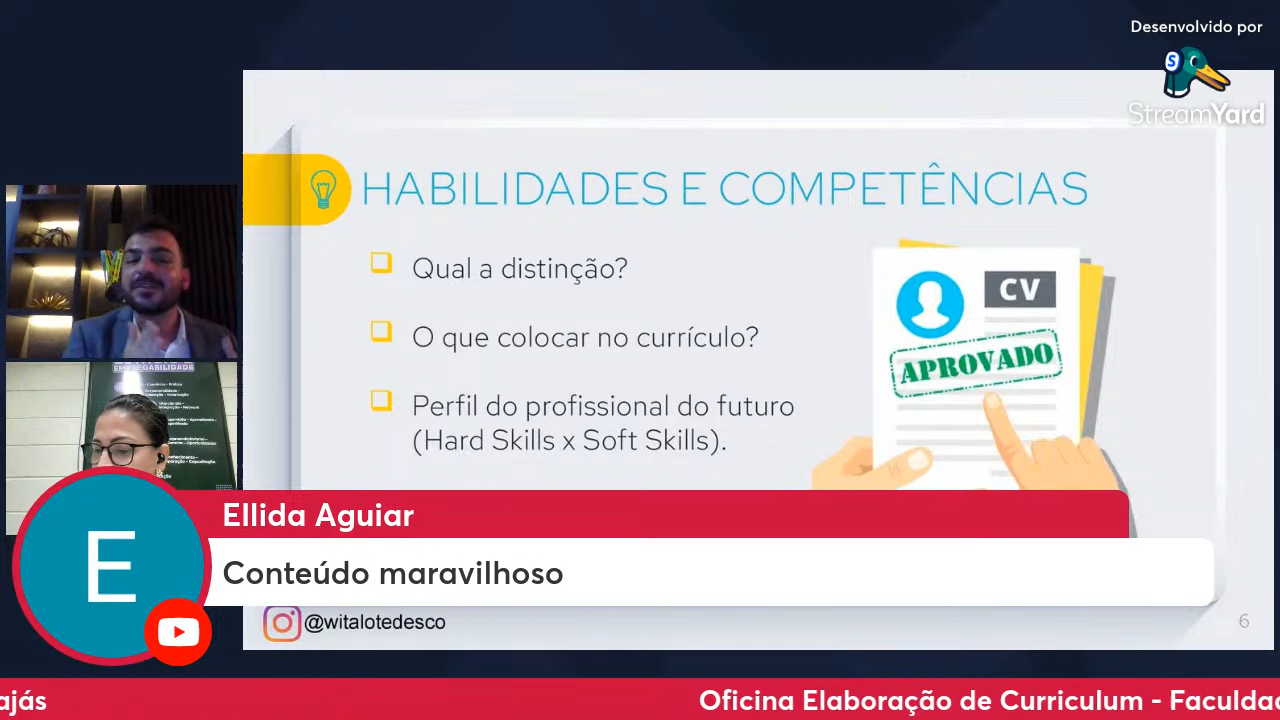 Desenvolvido por
StreamYard
HABILIDADES E COMPETÊNCIAS
Qual a distinção?
O que colocar no currículo?
Perfil do profissional do futuro
(Hard Skills x Soft Skills).
CV
APROVADO
EMPREGABILIDADE
E
Ellida Aguiar
Conteúdo maravilhoso
@witalotedesco
6
ajás
Oficina Elaboração de Curriculum - Faculdad